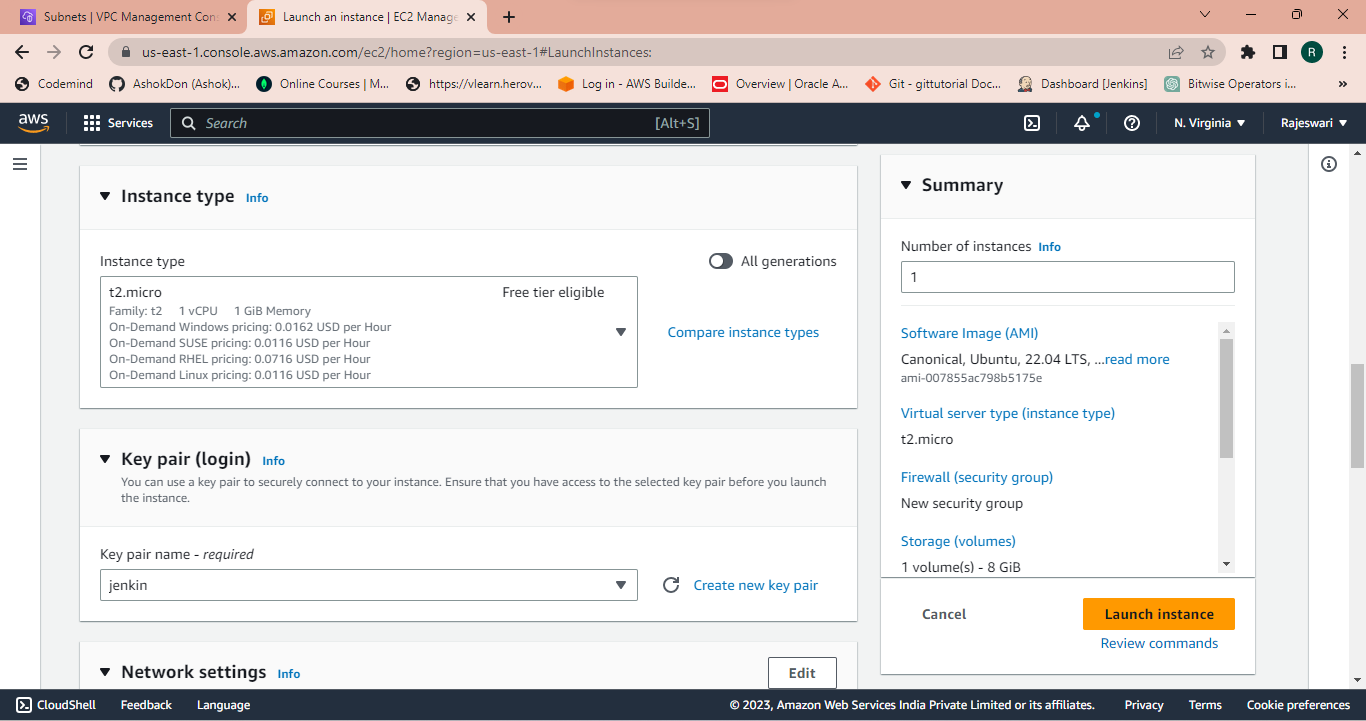 Subnets | VPC Management Con
Launch an instance | EC2 Manage
us-east-1.console.aws.amazon.com/ec2/home?region=us-east-1#LaunchInstances:
R
Codemind
AshokDon (Ashok)...
Online Courses | M...
https://vlearn.herov...
Log in - AWS Builde...
Overview | Oracle A...
Git - gittutorial Doc...
Dashboard [Jenkins]
Bitwise Operators i...
»
aws
Services
Search
[Alt+S]
N. Virginia
Rajeswari
Instance type
Info
Instance type
All generations
t2.micro
Free tier eligible
Family: t2 1 vCPU 1 GiB Memory
On-Demand Windows pricing: 0.0162 USD per Hour
On-Demand SUSE pricing: 0.0116 USD per Hour
On-Demand RHEL pricing: 0.0716 USD per Hour
On-Demand Linux pricing: 0.0116 USD per Hour
Compare instance types
Key pair (login)
Info
You can use a key pair to securely connect to your instance. Ensure that you have access to the selected key pair before you launch
the instance.
Key pair name - required
jenkin
Create new key pair
Network settings
Info
Edit
Summary
Number of instances
Info
1
Software Image (AMI)
Canonical, Ubuntu, 22.04 LTS, ...read more
ami-007855ac798b5175e
Virtual server type (instance type)
t2.micro
Firewall (security group)
New security group
Storage (volumes)
1 volume(s) - 8 GiB
Cancel
Launch instance
Review commands
CloudShell
Feedback
Language
© 2023, Amazon Web Services India Private Limited or its affiliates.
Privacy
Terms
Cookie preferences